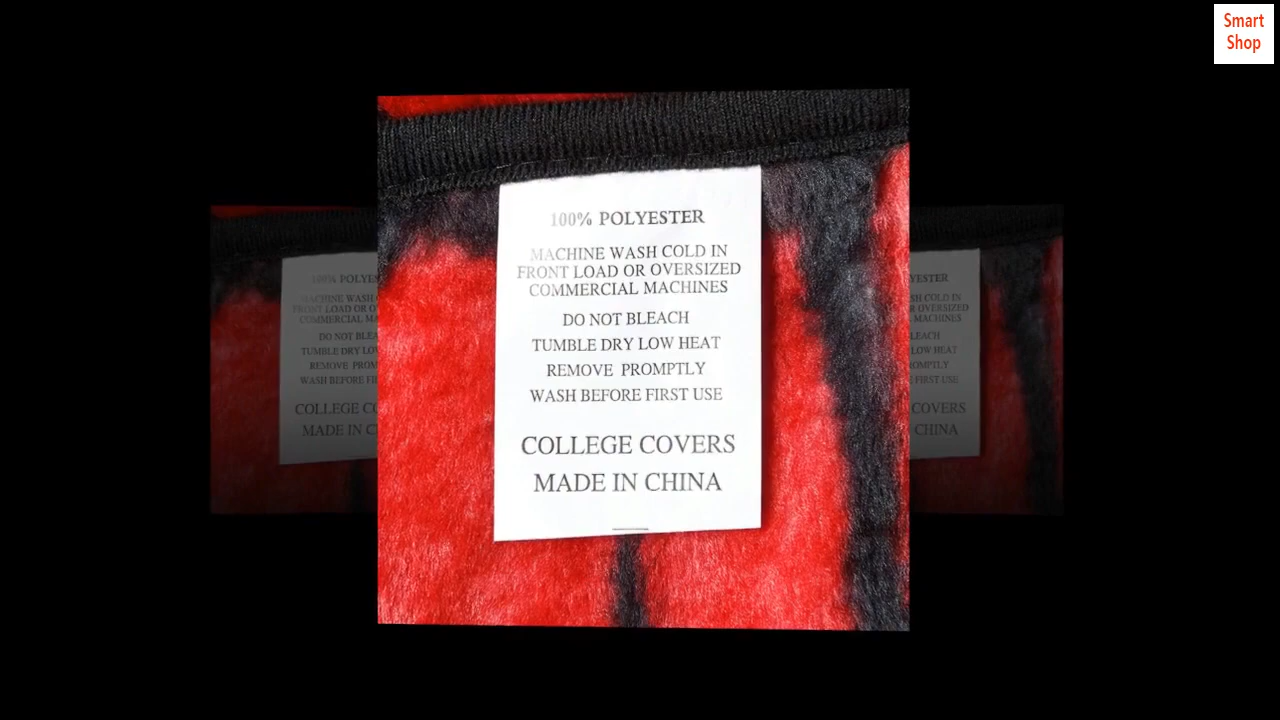 Smart
Shop
100% POLYESTER
MACHINE WASH COLD IN
FRONT LOAD OR OVERSIZED
COMMERCIAL MACHINES
DO NOT BLEACH
TUMBLE DRY LOW HEAT
REMOVE PROMPTLY
WASH BEFORE FIRST USE
COLLEGE COVERS
MADE IN CHINA